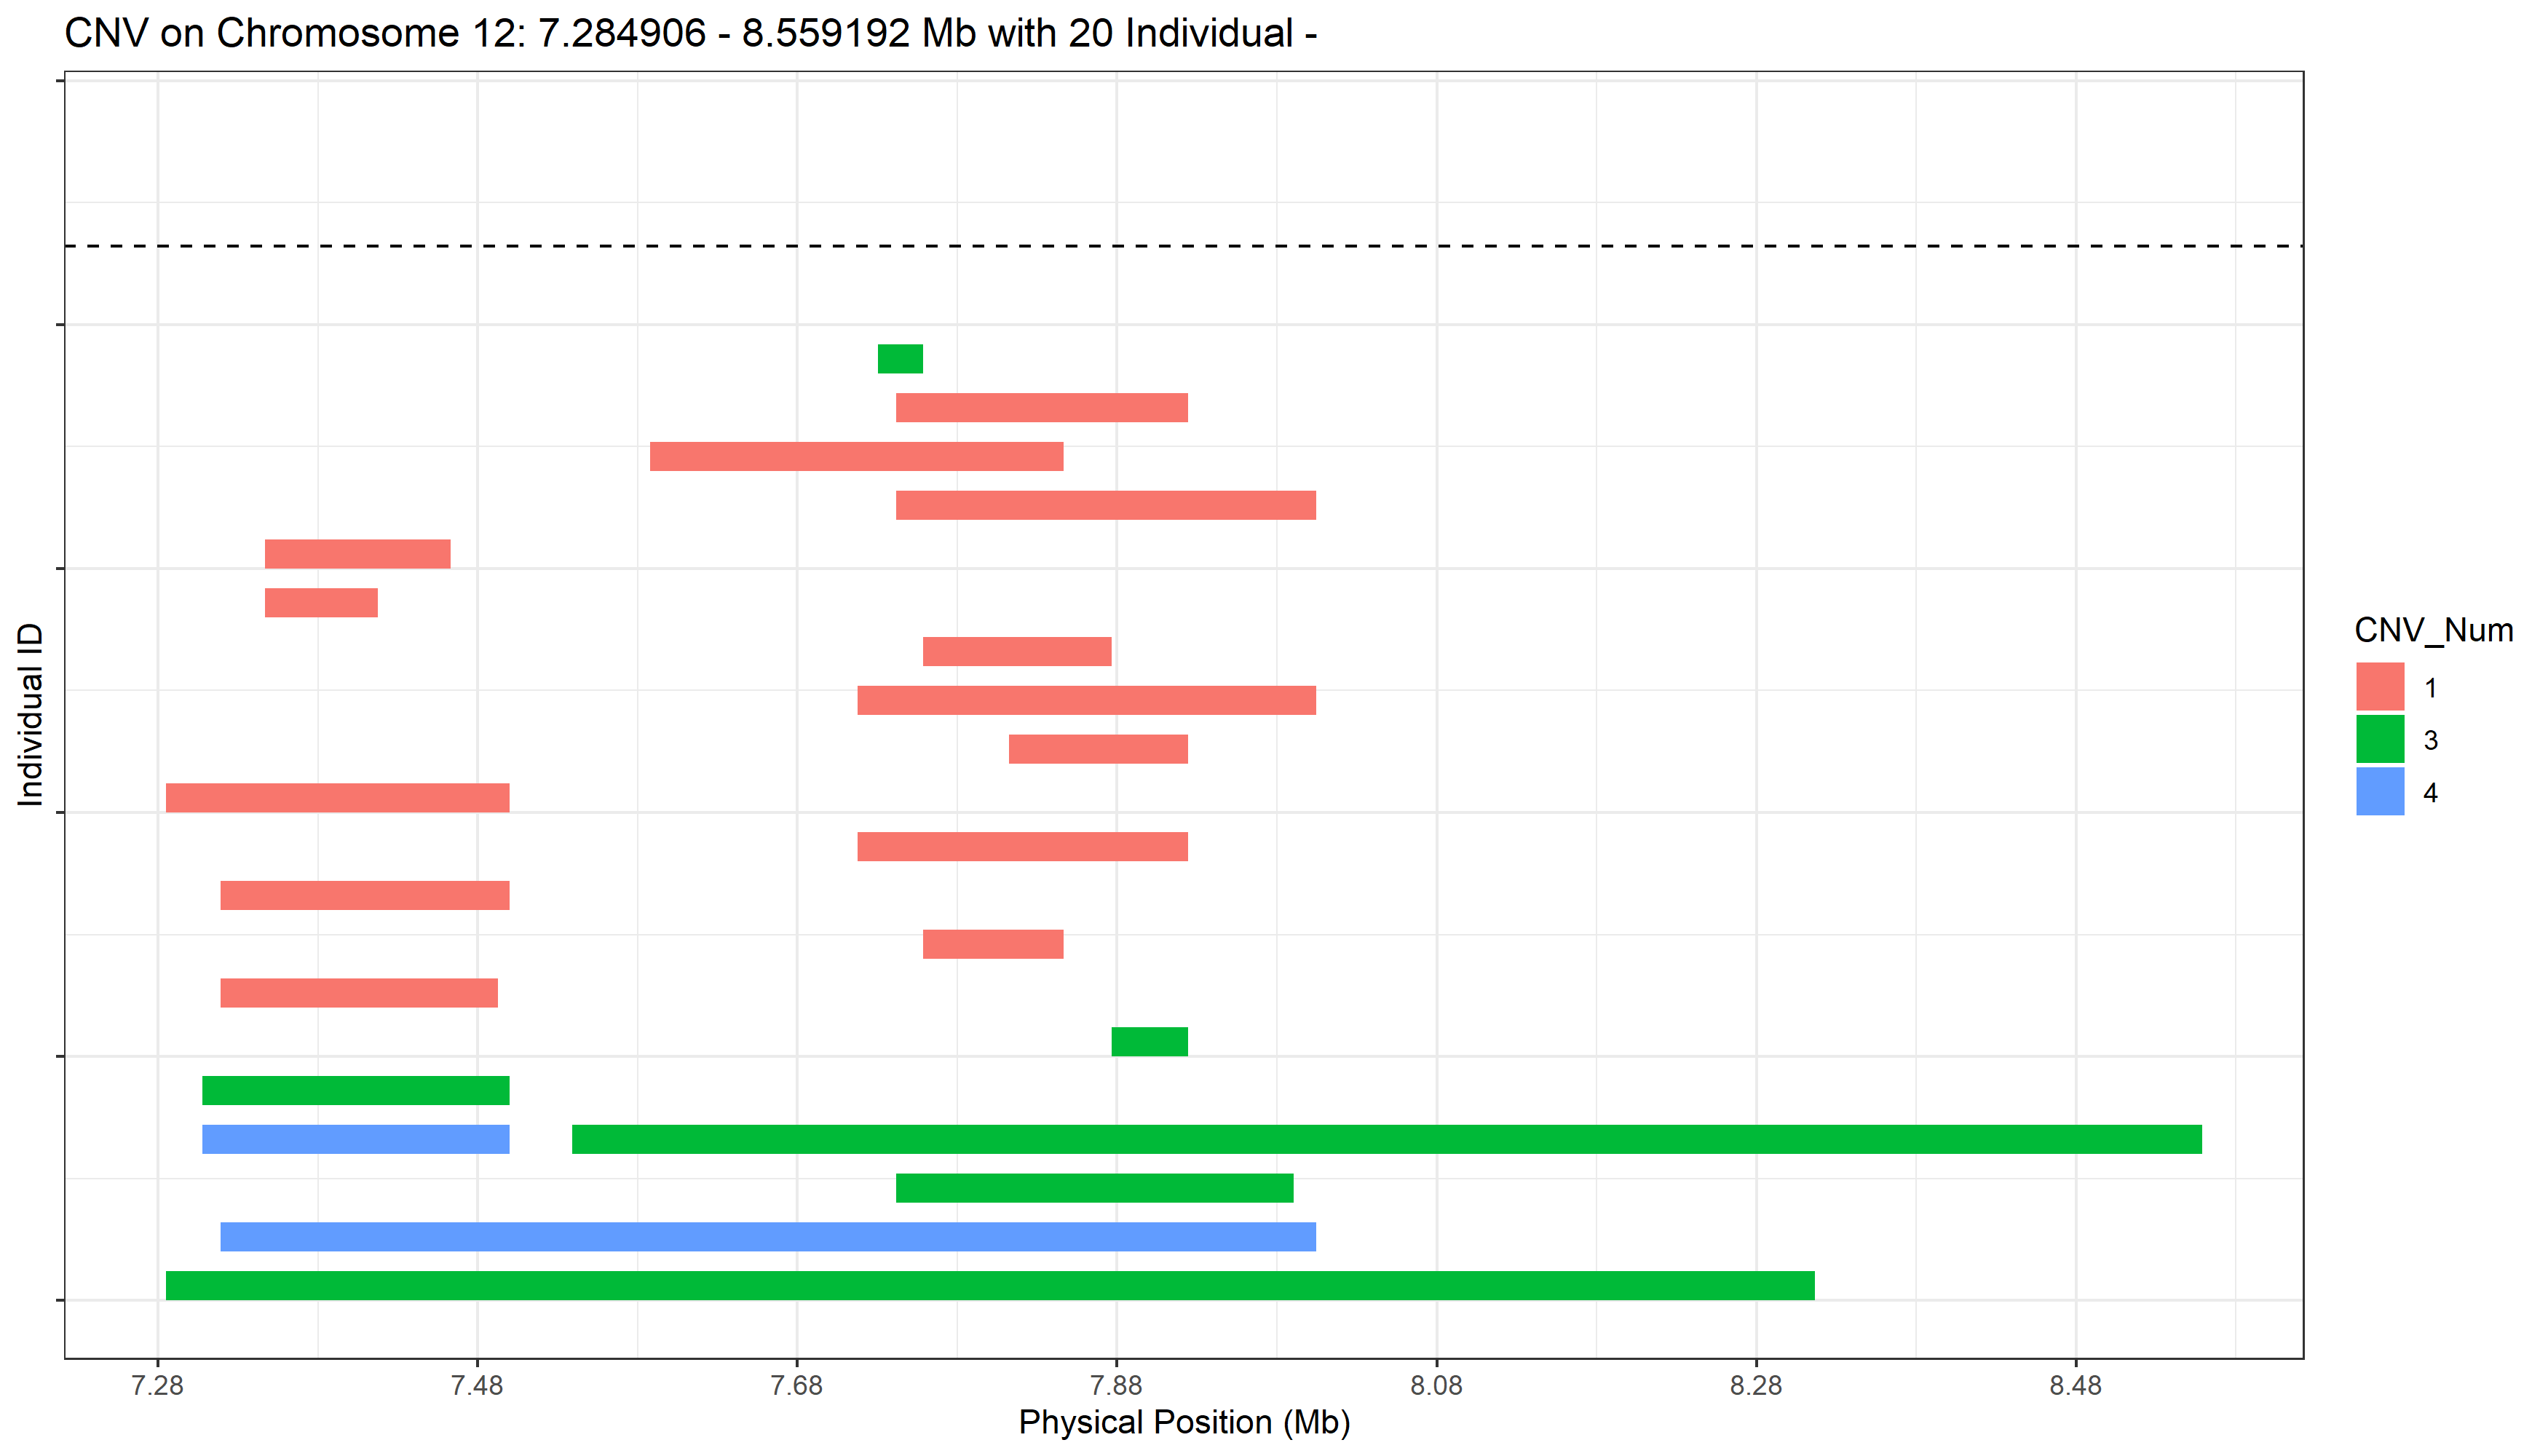 CNV on Chromosome 12: 7.284906 - 8.559192 Mb with 20 Individual -
Individual ID
CNV_Num
1
3
4
7.28 7.48 7.68 7.88 8.08 8.28 8.48
Physical Position (Mb)